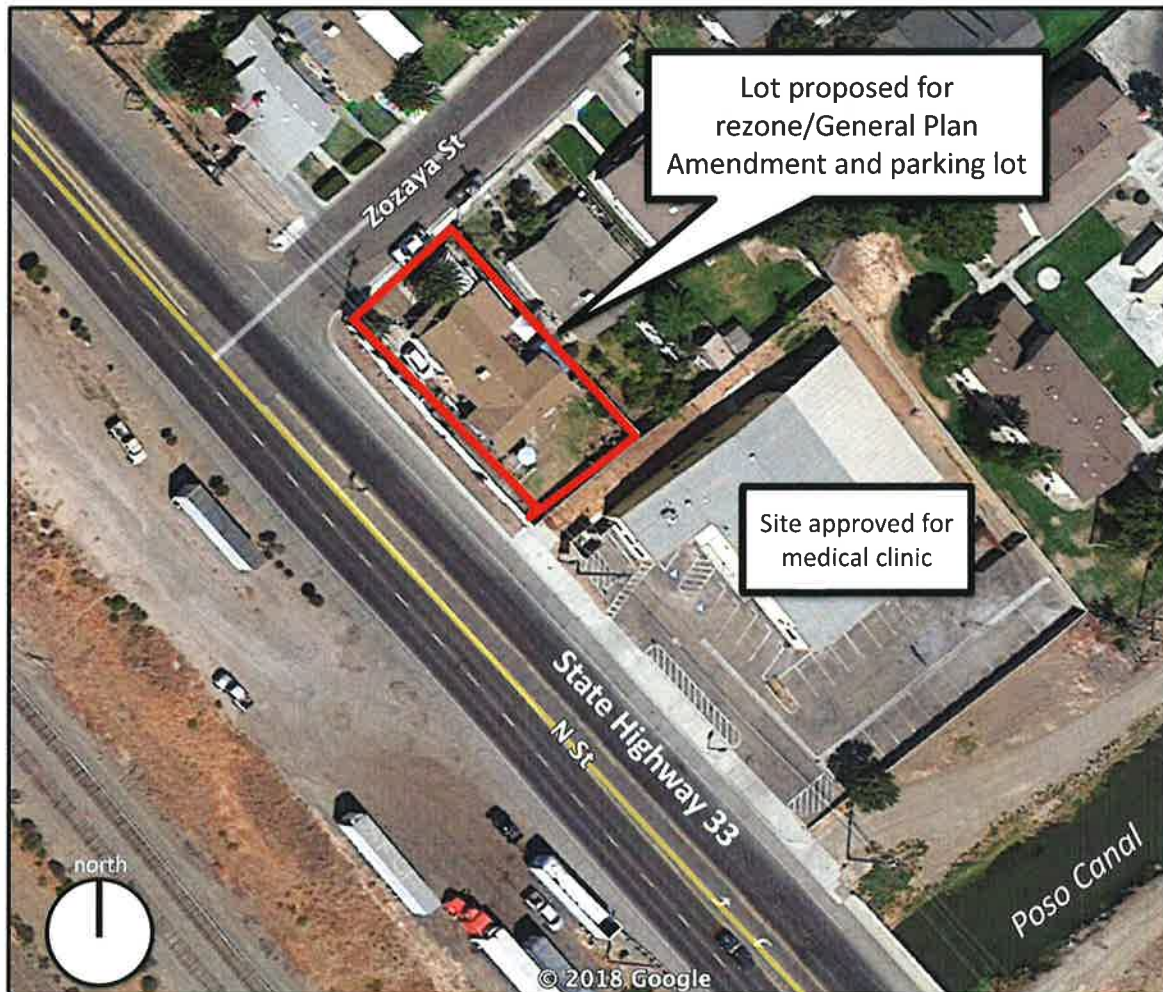 Lot proposed for
rezone/General Plan
Amendment and parking lot
Zozaya St
Site approved for
medical clinic
State Highway 33
N St
Poso Canal
north
© 2018 Google